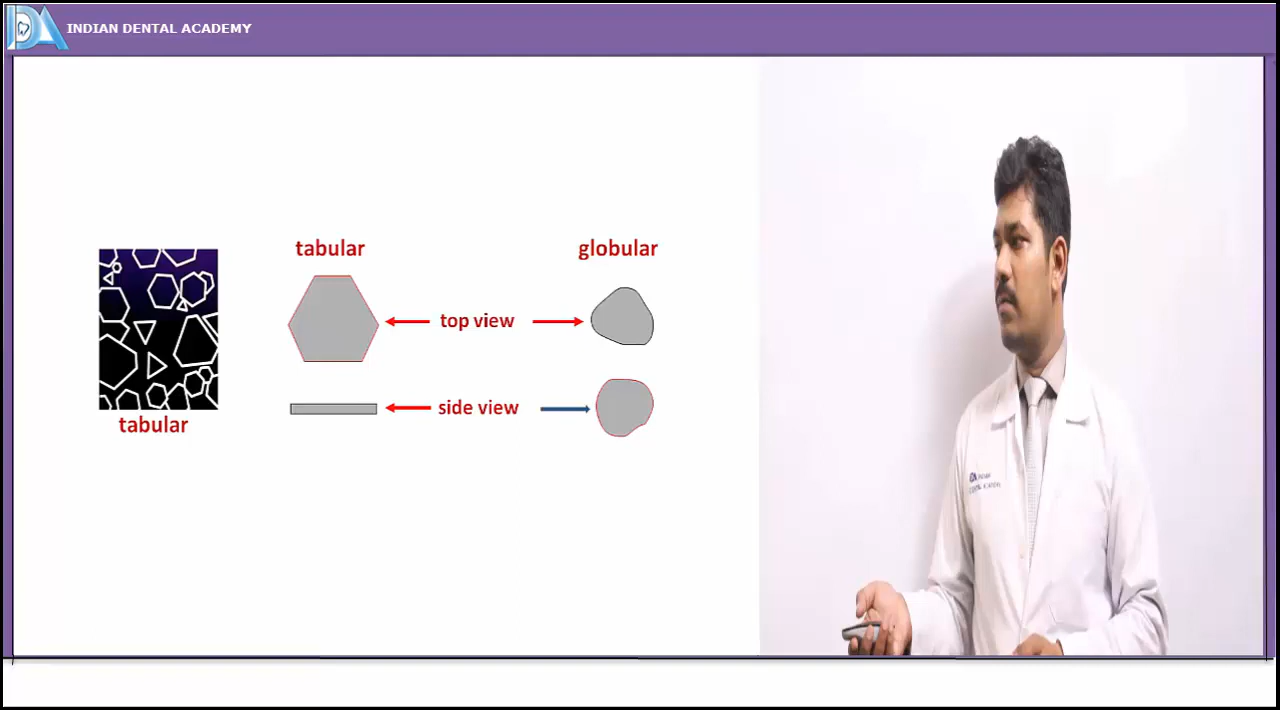 INDIAN DENTAL ACADEMY
tabular
globular
top view
side view
tabular